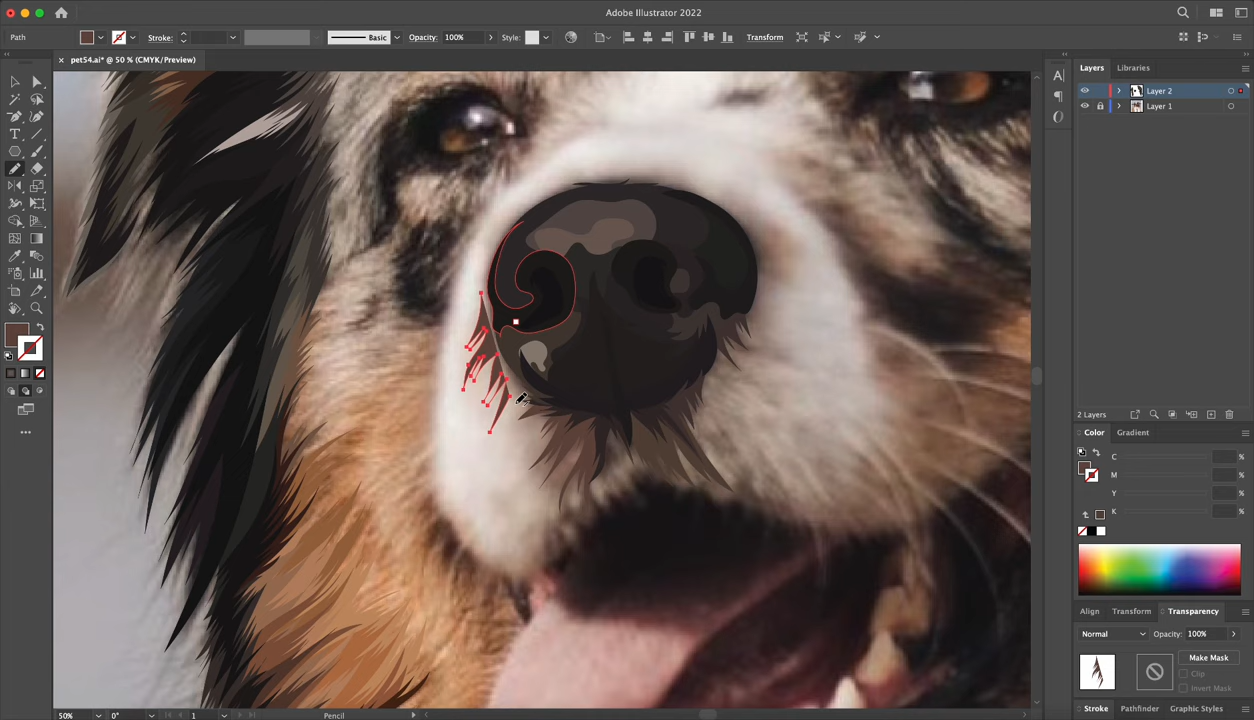 Adobe Illustrator 2022
Path
Stroke:
Basic
Opacity:
100%
Style:
Transform
× pet54.ai* @ 50 % (CMYK/Preview)
Layers
Libraries
Layer 2
Layer 1
2 Layers
Color
Gradient
C
%
M
%
Y
%
K
%
Align
Transform
Transparency
Normal
Opacity:
100%
Make Mask
Clip
Invert Mask
Stroke
Pathfinder
Graphic Styles
50%
0°
1
Pencil